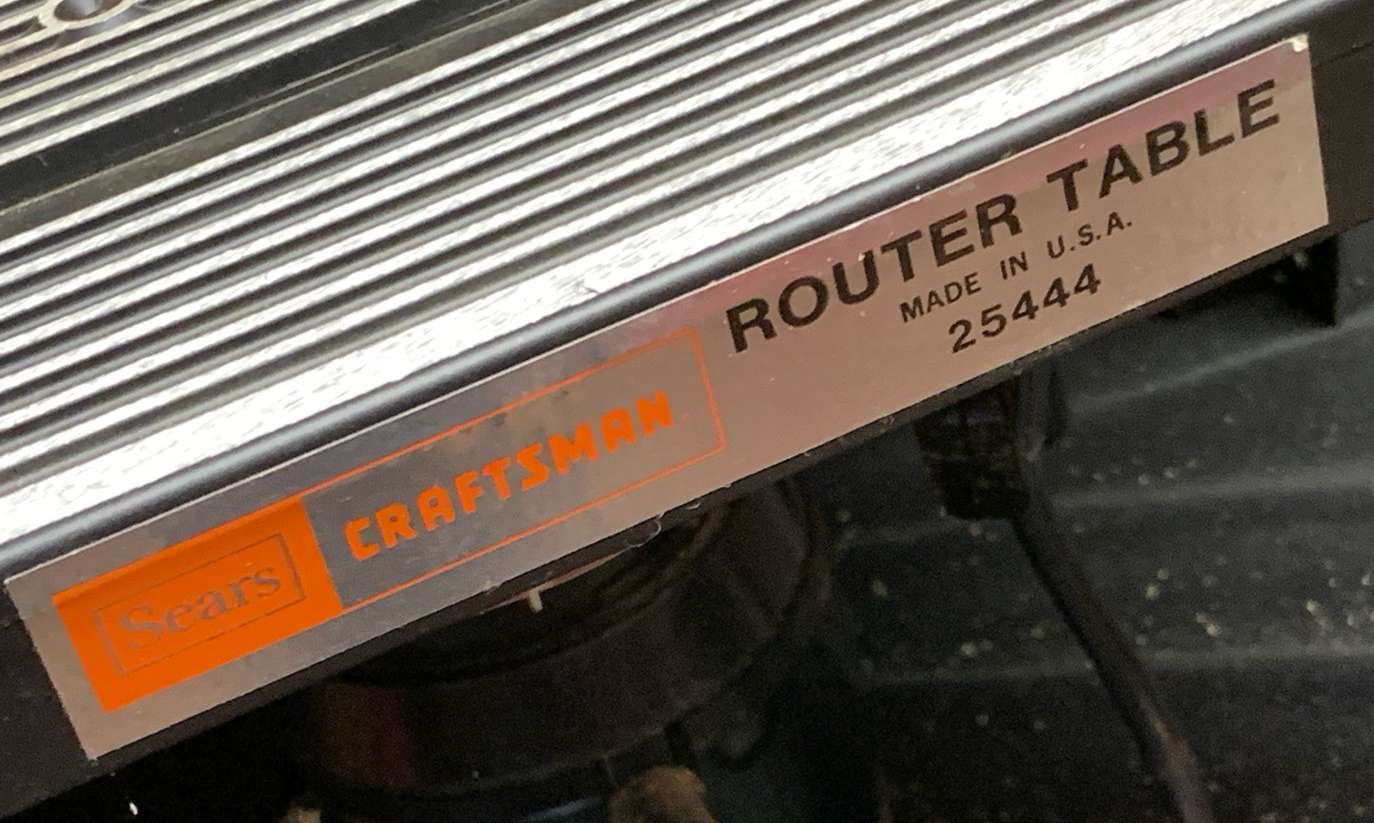 Sears
CRAFTSMAN
ROUTER TABLE
MADE IN U.S.A.
25444